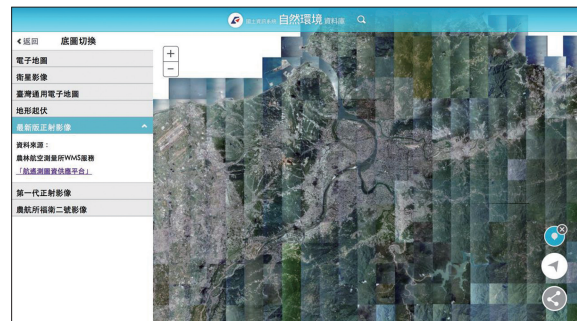 國土資訊系統 自然環境 資料庫
‹ 返回 底圖切換
電子地圖
衛星影像
臺灣通用電子地圖
地形起伏
最新版正射影像
資料來源：
農林航空測量所WMS服務
「航遙測圖資供應平台」
第一代正射影像
農航所福衛二號影像
+
−